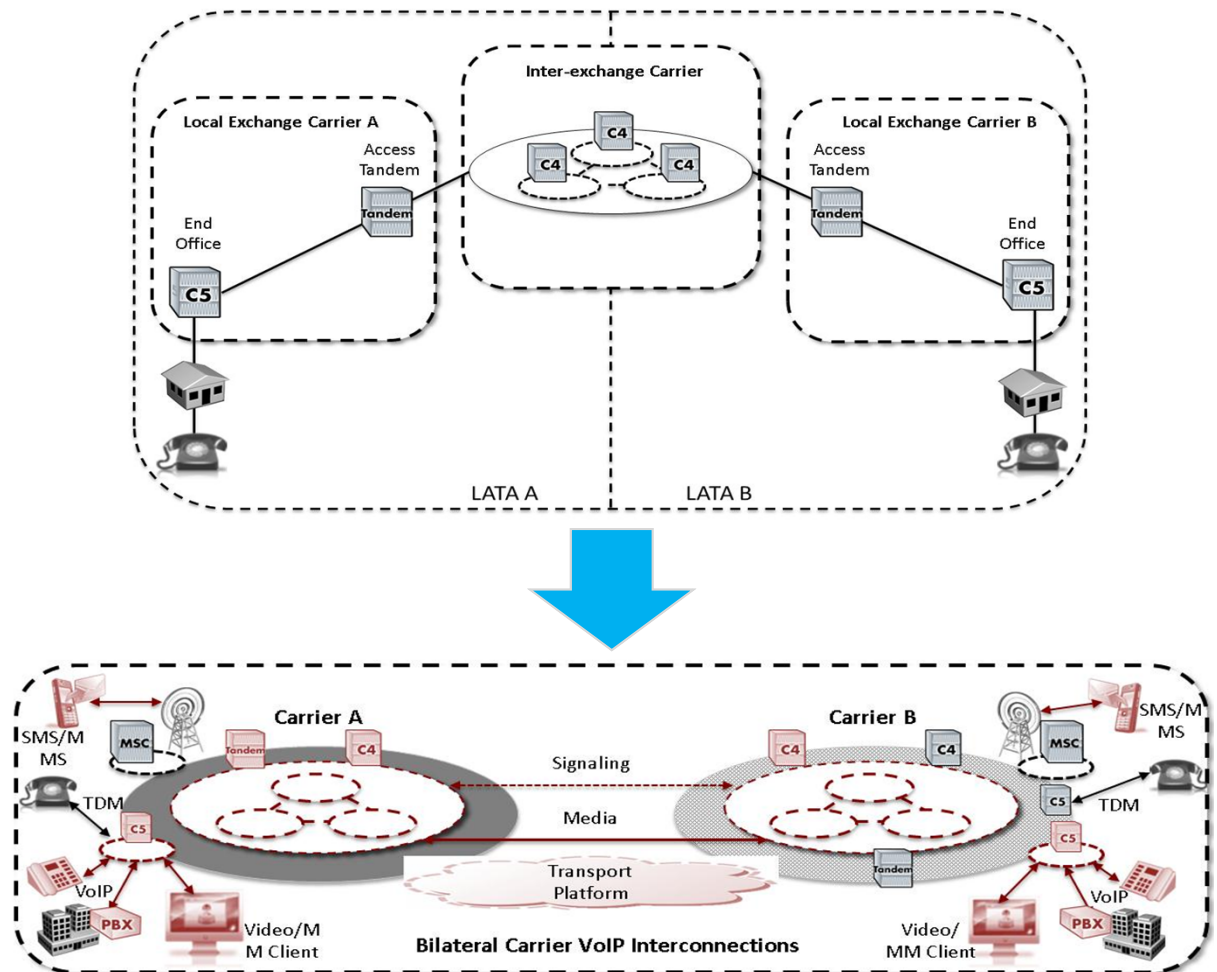 Inter-exchange Carrier
Local Exchange Carrier A
Local Exchange Carrier B
C4
C4
C4
Access
Tandem
Access
Tandem
Tandem
Tandem
End
Office
End
Office
C5
C5
LATA A
LATA B
Carrier A
Carrier B
SMS/M
MS
MSC
Tandem
C4
C4
C4
MSC
SMS/M
MS
Signaling
TDM
C5
C5
TDM
Media
C5
VoIP
PBX
Video/M
M Client
Transport
Platform
Tandem
Video/
MM Client
VoIP
PBX
Bilateral Carrier VoIP Interconnections